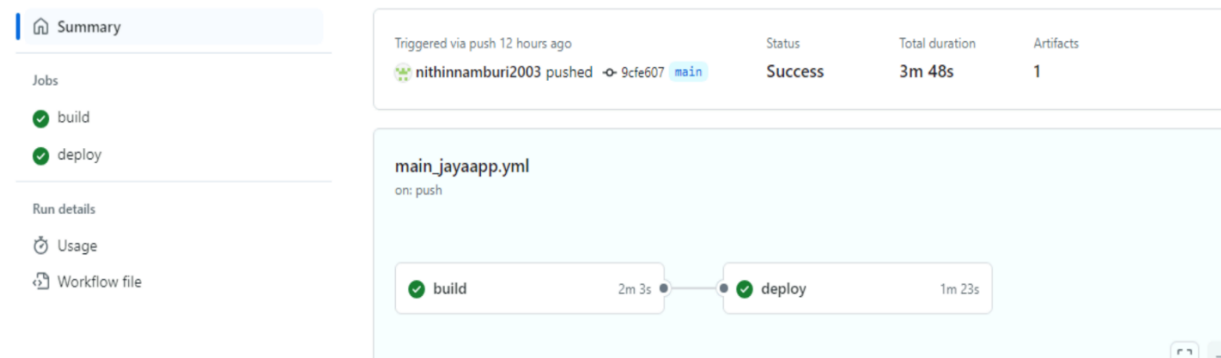 Summary
Jobs
build
deploy
Run details
Usage
Workflow file
Triggered via push 12 hours ago
nithinnamburi2003 pushed 9cfe607 main
Status
Success
Total duration
3m 48s
Artifacts
1
main_jayaapp.yml
on: push
build 2m 3s
deploy 1m 23s